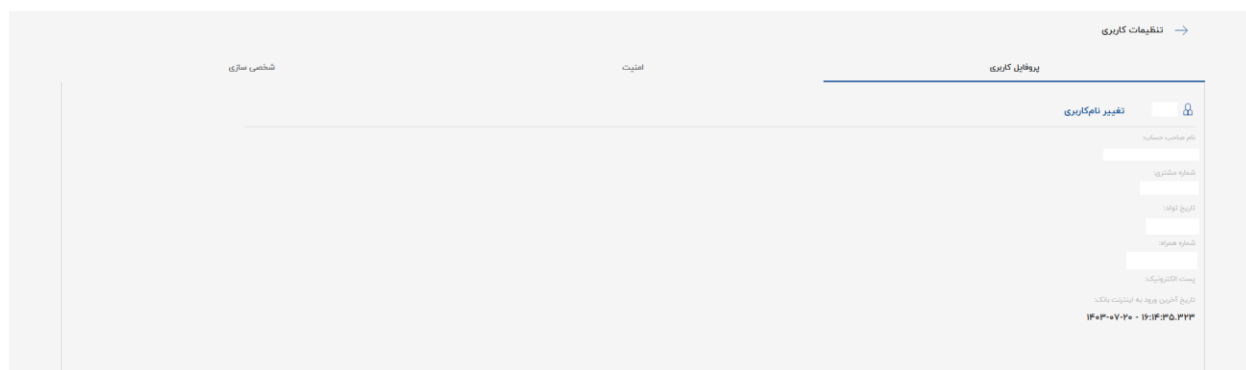 تنظیمات کاربری
پروفایل کاربری
امنیت
شخصی سازی
تغییر نام‌کاربری
نام صاحب حساب:
شماره مشتری:
تاریخ تولد:
شماره همراه:
پست الکترونیک:
تاریخ آخرین ورود به اینترنت بانک:
۱۴۰۳-۰۷-۲۰ - ۱۶:۱۴:۳۵.۳۲۳